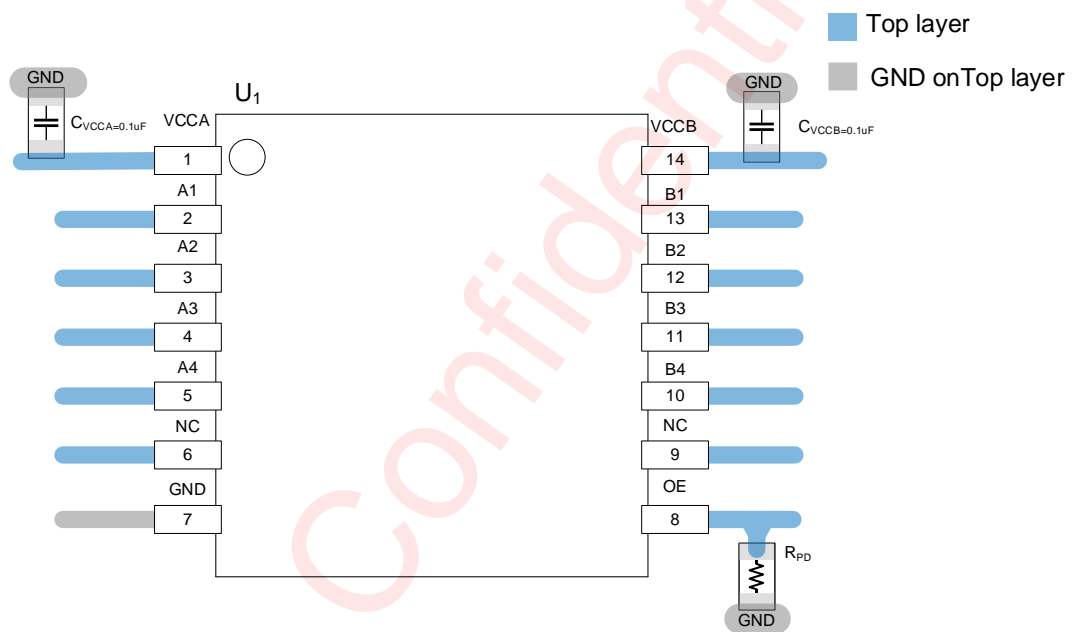 Top layer
GND onTop layer
GND
CVCCA=0.1uF
U1
VCCA
1
A1
2
A2
3
A3
4
A4
5
NC
6
GND
7
GND
CVCCB=0.1uF
VCCB
14
B1
13
B2
12
B3
11
B4
10
NC
9
OE
8
RPD
GND
Confidenti